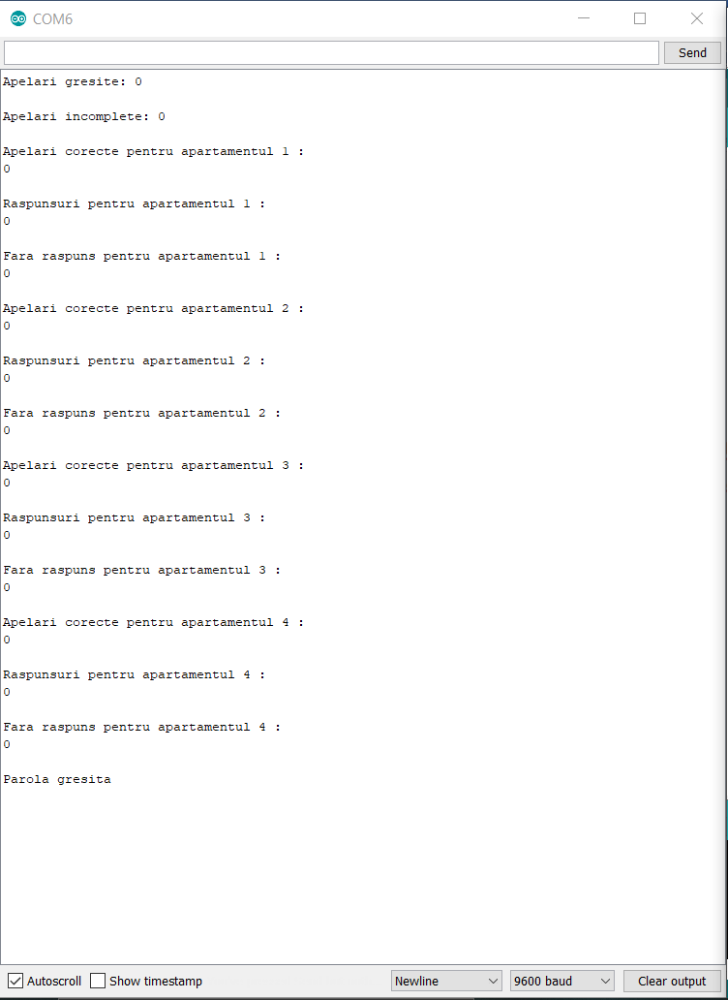 COM6
Send
Apelari gresite: 0
Apelari incomplete: 0
Apelari corecte pentru apartamentul 1 :
0
Raspunsuri pentru apartamentul 1 :
0
Fara raspuns pentru apartamentul 1 :
0
Apelari corecte pentru apartamentul 2 :
0
Raspunsuri pentru apartamentul 2 :
0
Fara raspuns pentru apartamentul 2 :
0
Apelari corecte pentru apartamentul 3 :
0
Raspunsuri pentru apartamentul 3 :
0
Fara raspuns pentru apartamentul 3 :
0
Apelari corecte pentru apartamentul 4 :
0
Raspunsuri pentru apartamentul 4 :
0
Fara raspuns pentru apartamentul 4 :
0
Parola gresita
Autoscroll Show timestamp Newline 9600 baud Clear output